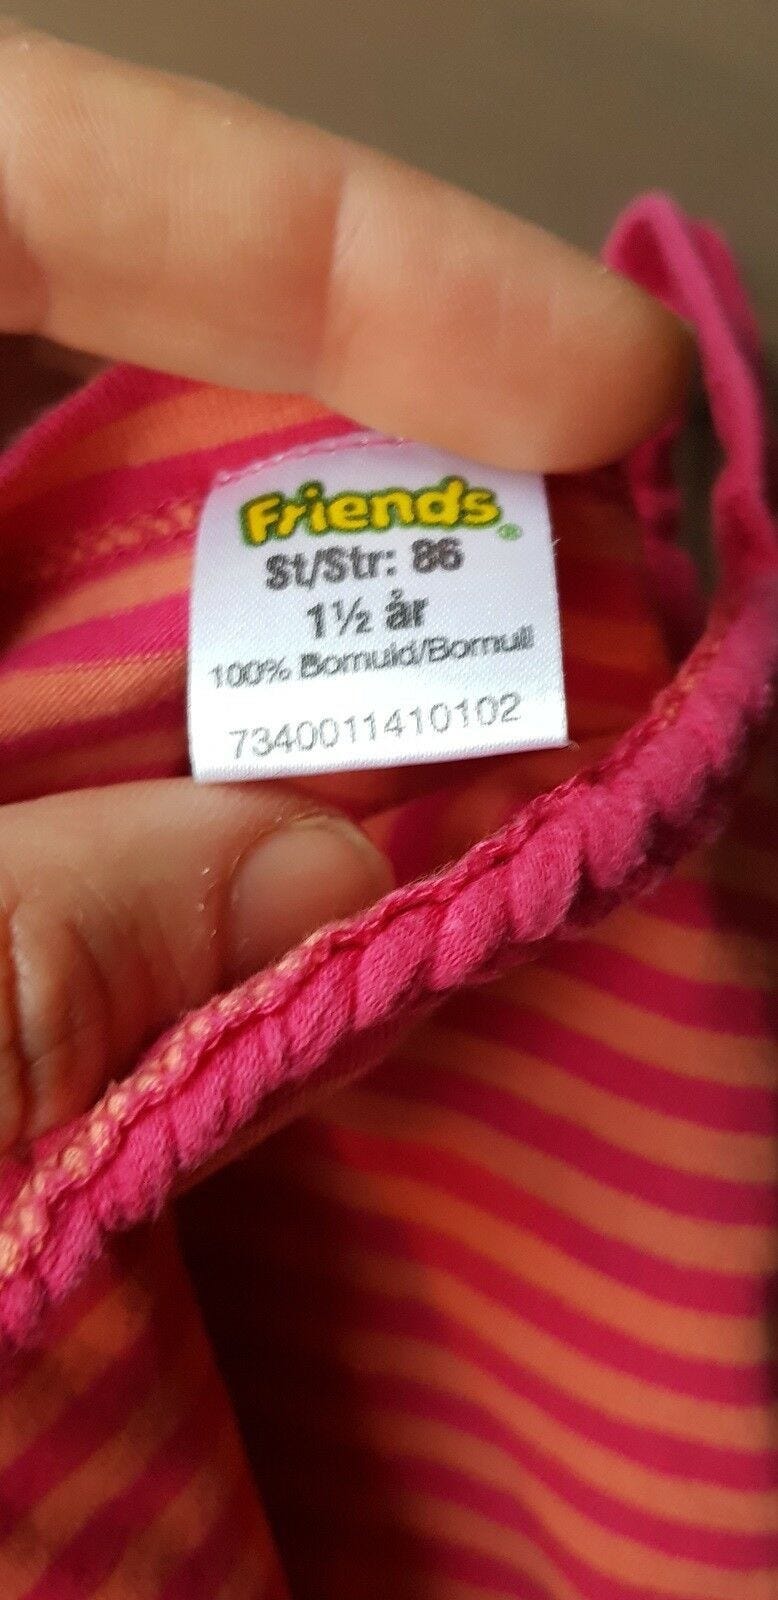 Friends®
St/Str: 86
1½ år
100% Bomuld/Bomull
7340011410102